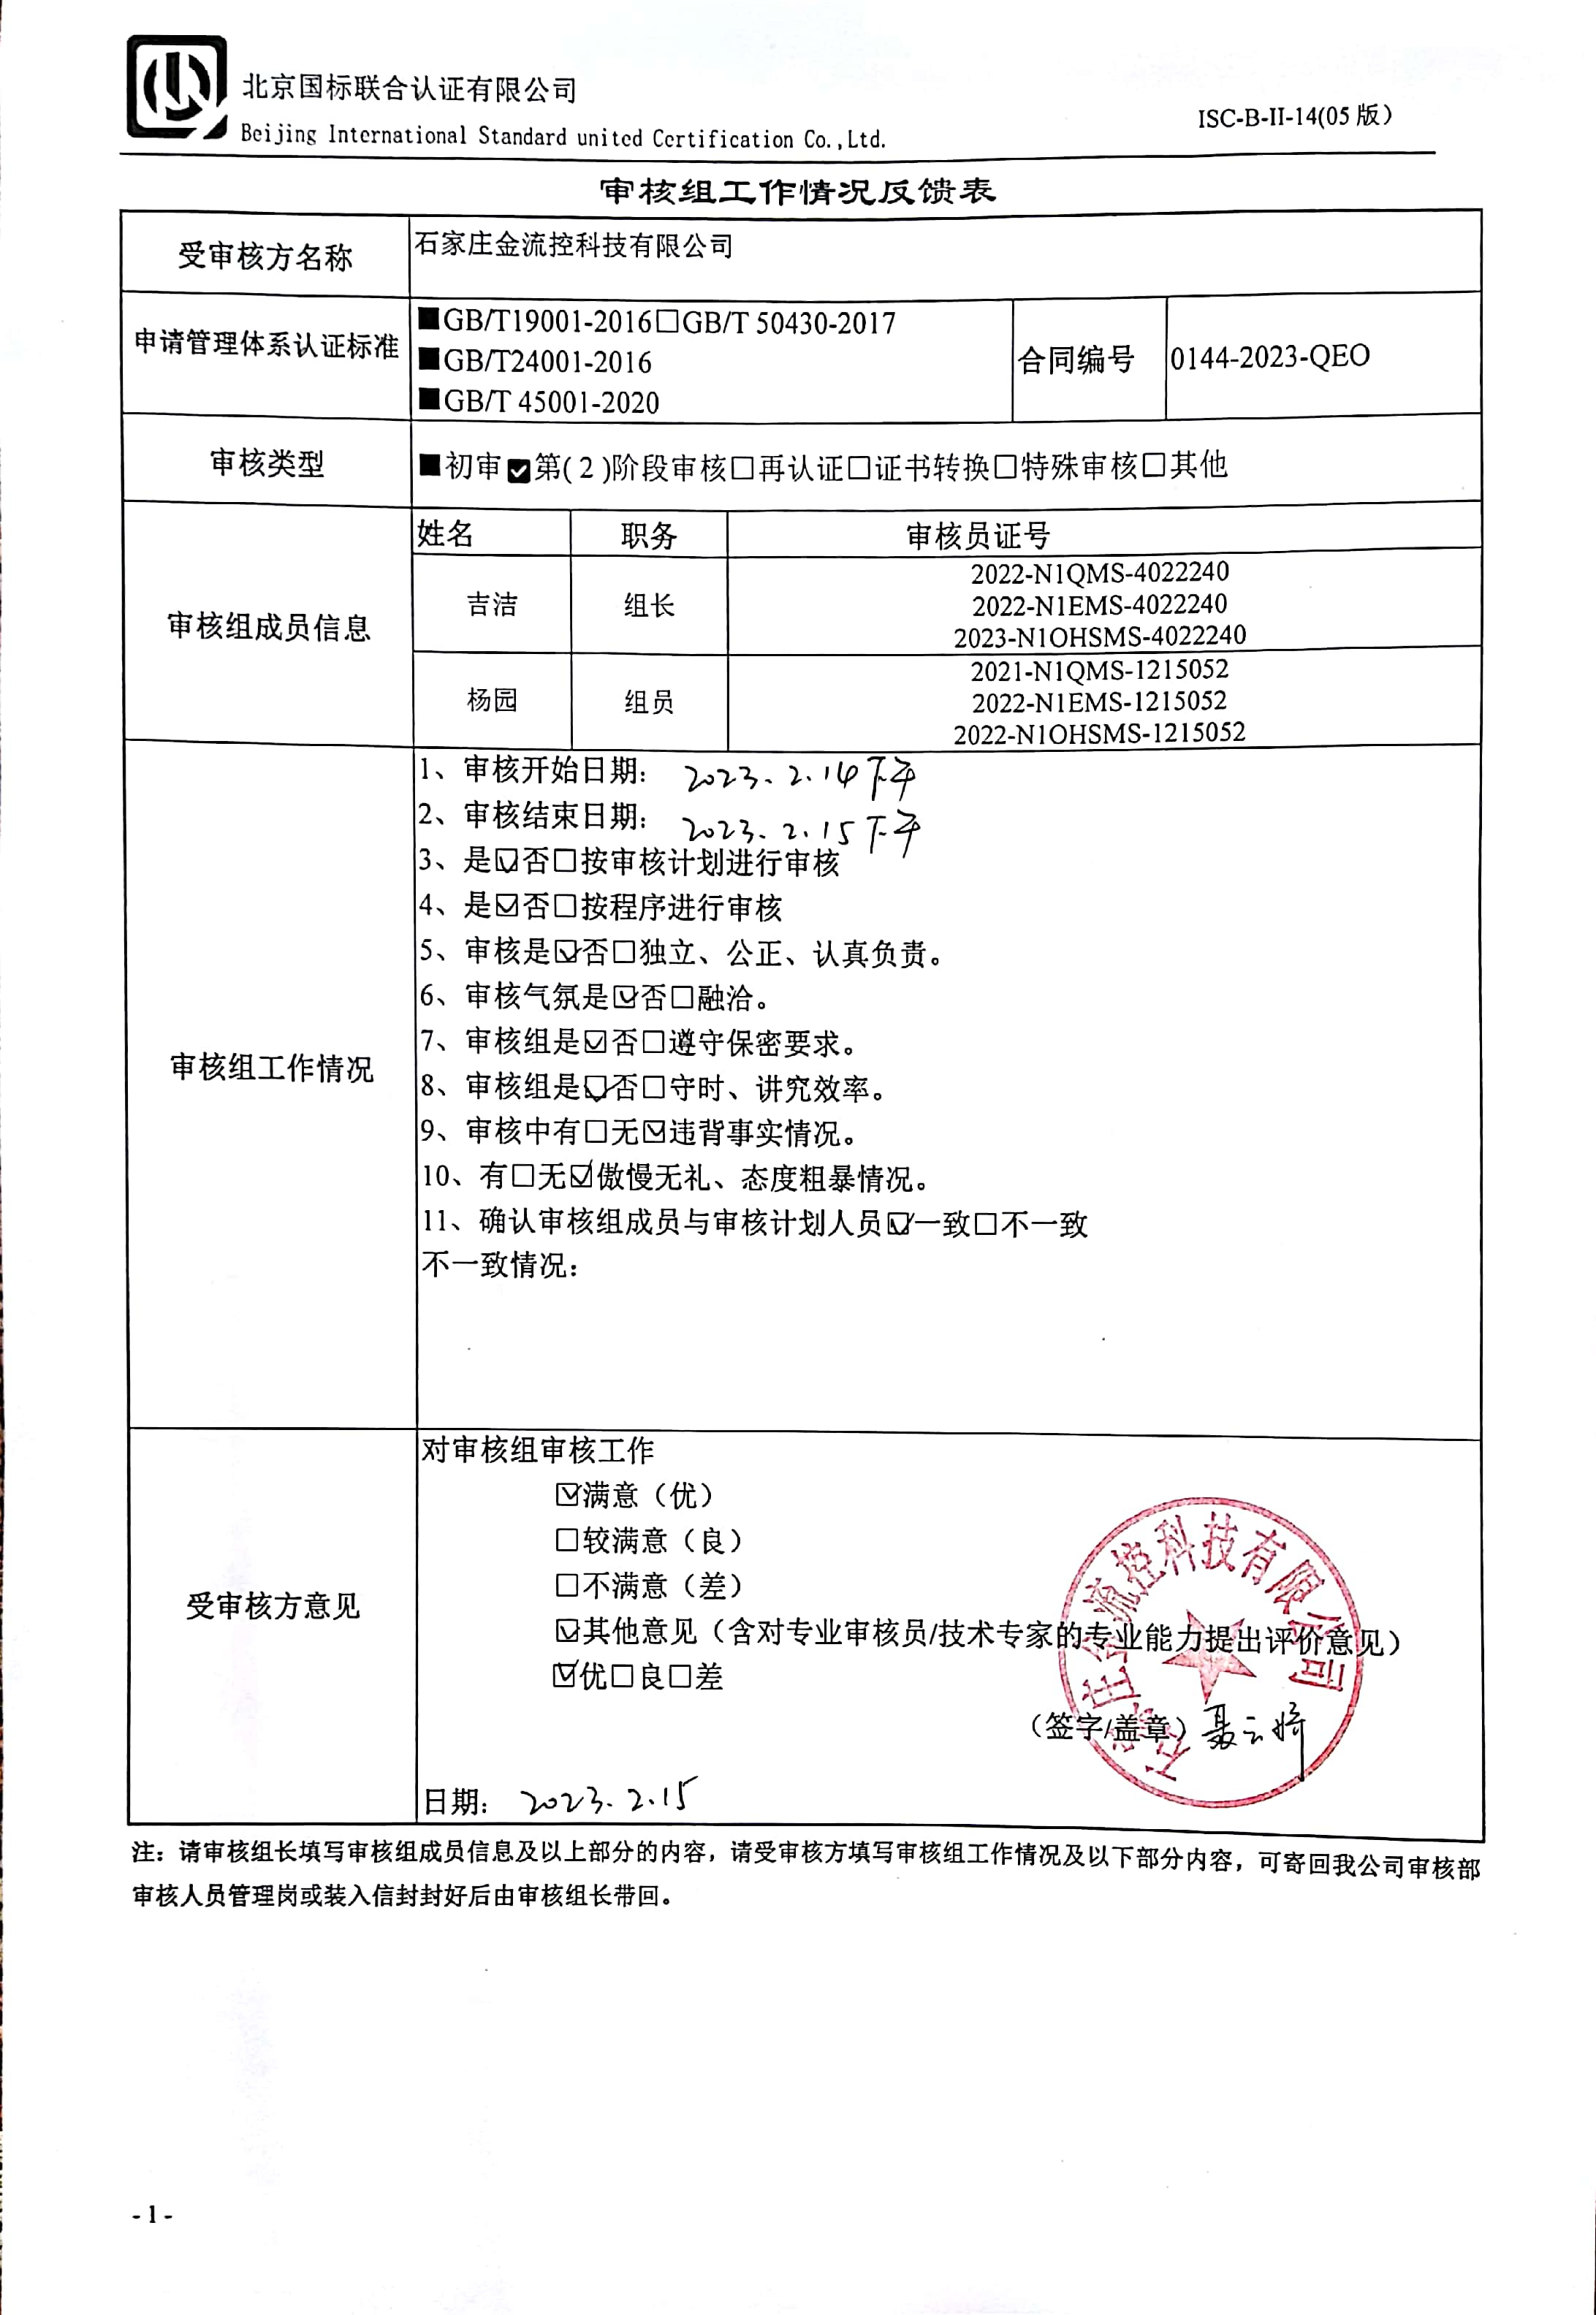 北京国标联合认证有限公司
Beijing International Standard united Certification Co.,Ltd.
ISC-B-II-14(05版)
审核组工作情况反馈表
受审核方名称 石家庄金流控科技有限公司
申请管理体系认证标准
■GB/T19001-2016□GB/T 50430-2017
■GB/T24001-2016
■GB/T 45001-2020
合同编号 0144-2023-QEO
审核类型 ■初审☑第(2)阶段审核□再认证□证书转换□特殊审核□其他
审核组成员信息
姓名 职务 审核员证号
吉洁 组长
2022-N1QMS-4022240
2022-N1EMS-4022240
2023-N1OHSMS-4022240
杨园 组员
2021-N1QMS-1215052
2022-N1EMS-1215052
2022-N1OHSMS-1215052
审核组工作情况
1、审核开始日期： 2023.2.14下午
2、审核结束日期： 2023.2.15下午
3、是☑否□按审核计划进行审核
4、是☑否□按程序进行审核
5、审核是☑否□独立、公正、认真负责。
6、审核气氛是☑否□融洽。
7、审核组是☑否□遵守保密要求。
8、审核组是☑否□守时、讲究效率。
9、审核中有□无☑违背事实情况。
10、有□无☑傲慢无礼、态度粗暴情况。
11、确认审核组成员与审核计划人员☑一致□不一致
不一致情况：
受审核方意见
对审核组审核工作
☑满意（优）
□较满意（良）
□不满意（差）
☑其他意见（含对专业审核员/技术专家的专业能力提出评价意见）
☑优□良□差
（签字/盖章）聂云婷
石家庄金流控科技有限公司
日期： 2023.2.15
注：请审核组长填写审核组成员信息及以上部分的内容，请受审核方填写审核组工作情况及以下部分内容，可寄回我公司审核部
审核人员管理岗或装入信封封好后由审核组长带回。
- 1 -